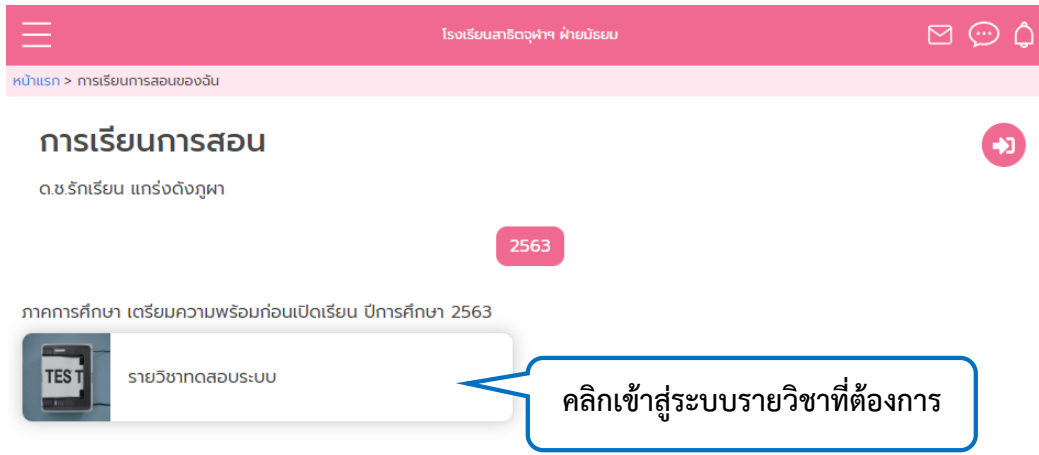 โรงเรียนสาธิตจุฬาฯ ฝ่ายมัธยม
หน้าแรก > การเรียนการสอนของฉัน
การเรียนการสอน
ด.ช.รักเรียน แกร่งดังภูผา
2563
ภาคการศึกษา เตรียมความพร้อมก่อนเปิดเรียน ปีการศึกษา 2563
TEST
รายวิชาทดสอบระบบ
คลิกเข้าสู่ระบบรายวิชาที่ต้องการ